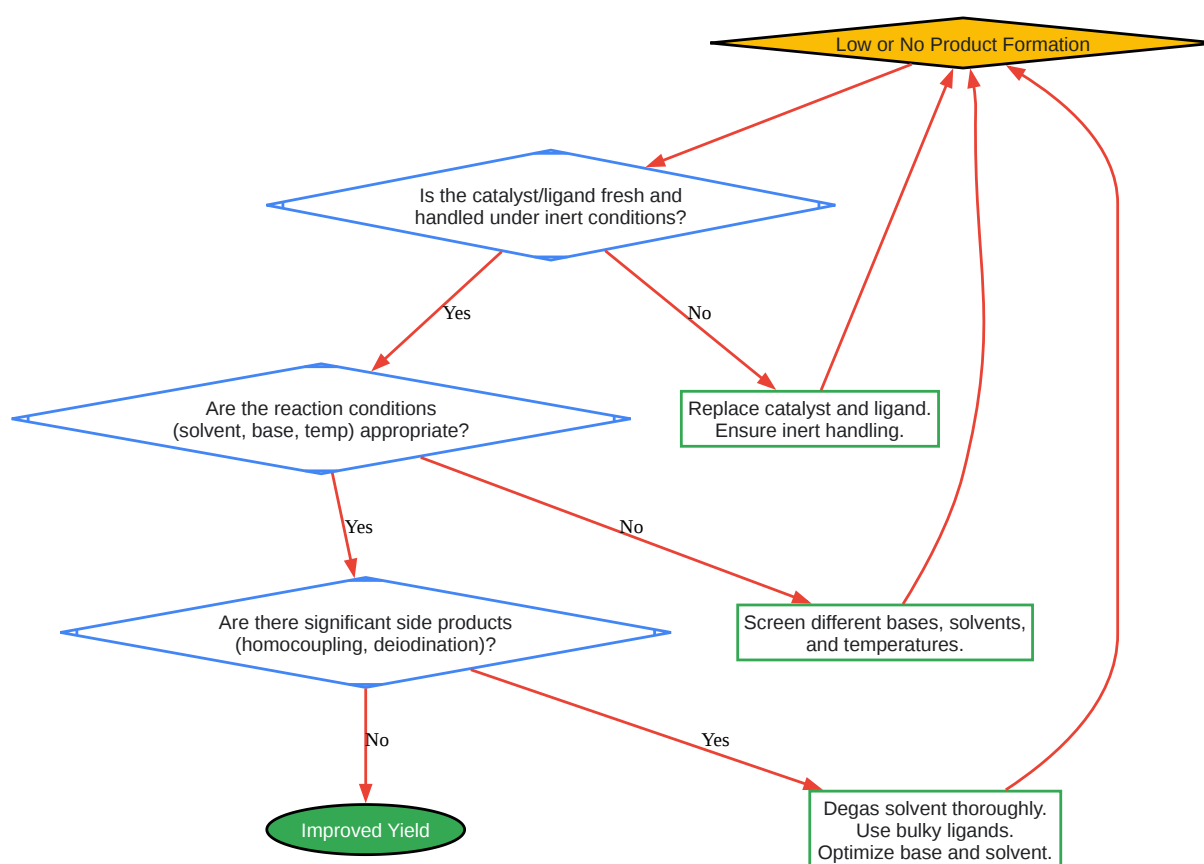 Low or No Product Formation
Is the catalyst/ligand fresh and
handled under inert conditions?
Yes
No
Are the reaction conditions
(solvent, base, temp) appropriate?
Replace catalyst and ligand.
Ensure inert handling.
Yes
No
Are there significant side products
(homocoupling, deiodination)?
Screen different bases, solvents,
and temperatures.
No
Yes
Improved Yield
Degas solvent thoroughly.
Use bulky ligands.
Optimize base and solvent.